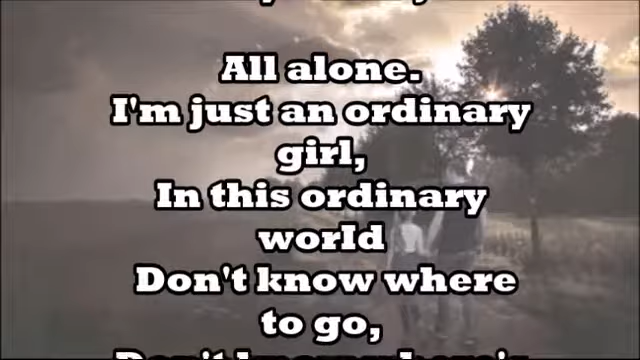 All alone.
I'm just an ordinary
girl,
In this ordinary
world
Don't know where
to go,